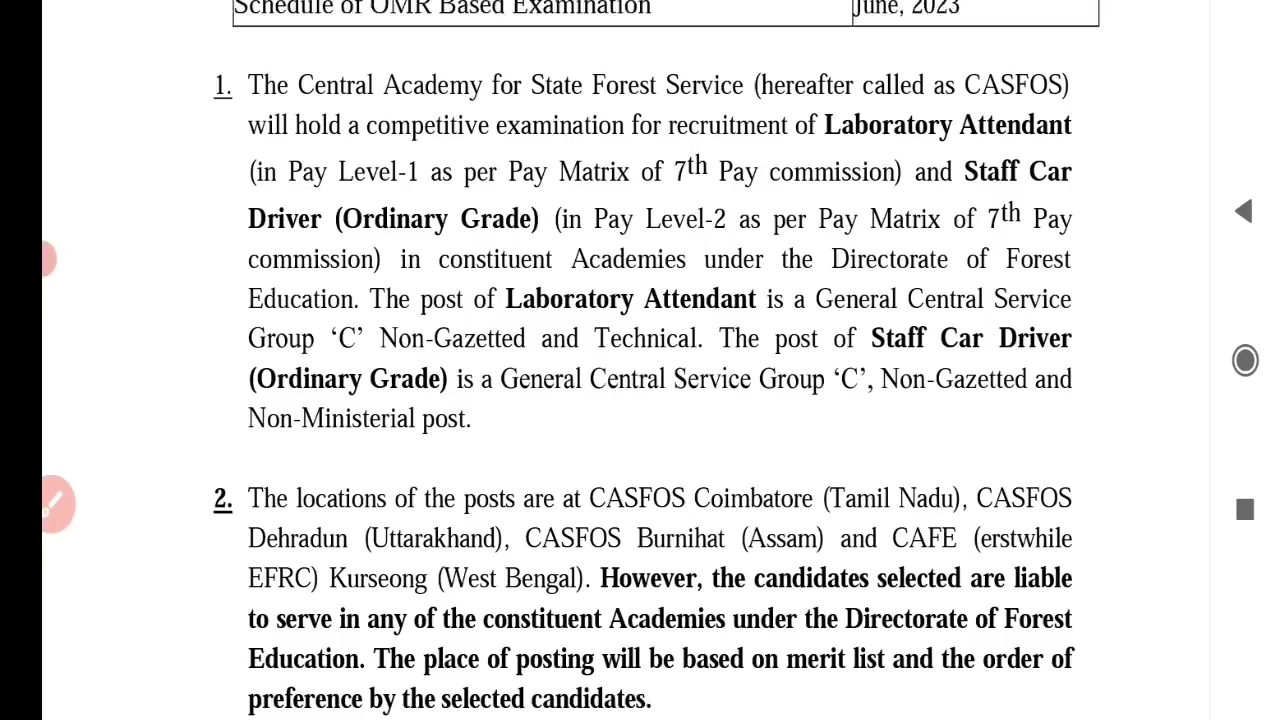 Schedule of OMR Based Examination June, 2023
1. The Central Academy for State Forest Service (hereafter called as CASFOS)
will hold a competitive examination for recruitment of Laboratory Attendant
(in Pay Level-1 as per Pay Matrix of 7th Pay commission) and Staff Car
Driver (Ordinary Grade) (in Pay Level-2 as per Pay Matrix of 7th Pay
commission) in constituent Academies under the Directorate of Forest
Education. The post of Laboratory Attendant is a General Central Service
Group ‘C’ Non-Gazetted and Technical. The post of Staff Car Driver
(Ordinary Grade) is a General Central Service Group ‘C’, Non-Gazetted and
Non-Ministerial post.
2. The locations of the posts are at CASFOS Coimbatore (Tamil Nadu), CASFOS
Dehradun (Uttarakhand), CASFOS Burnihat (Assam) and CAFE (erstwhile
EFRC) Kurseong (West Bengal). However, the candidates selected are liable
to serve in any of the constituent Academies under the Directorate of Forest
Education. The place of posting will be based on merit list and the order of
preference by the selected candidates.